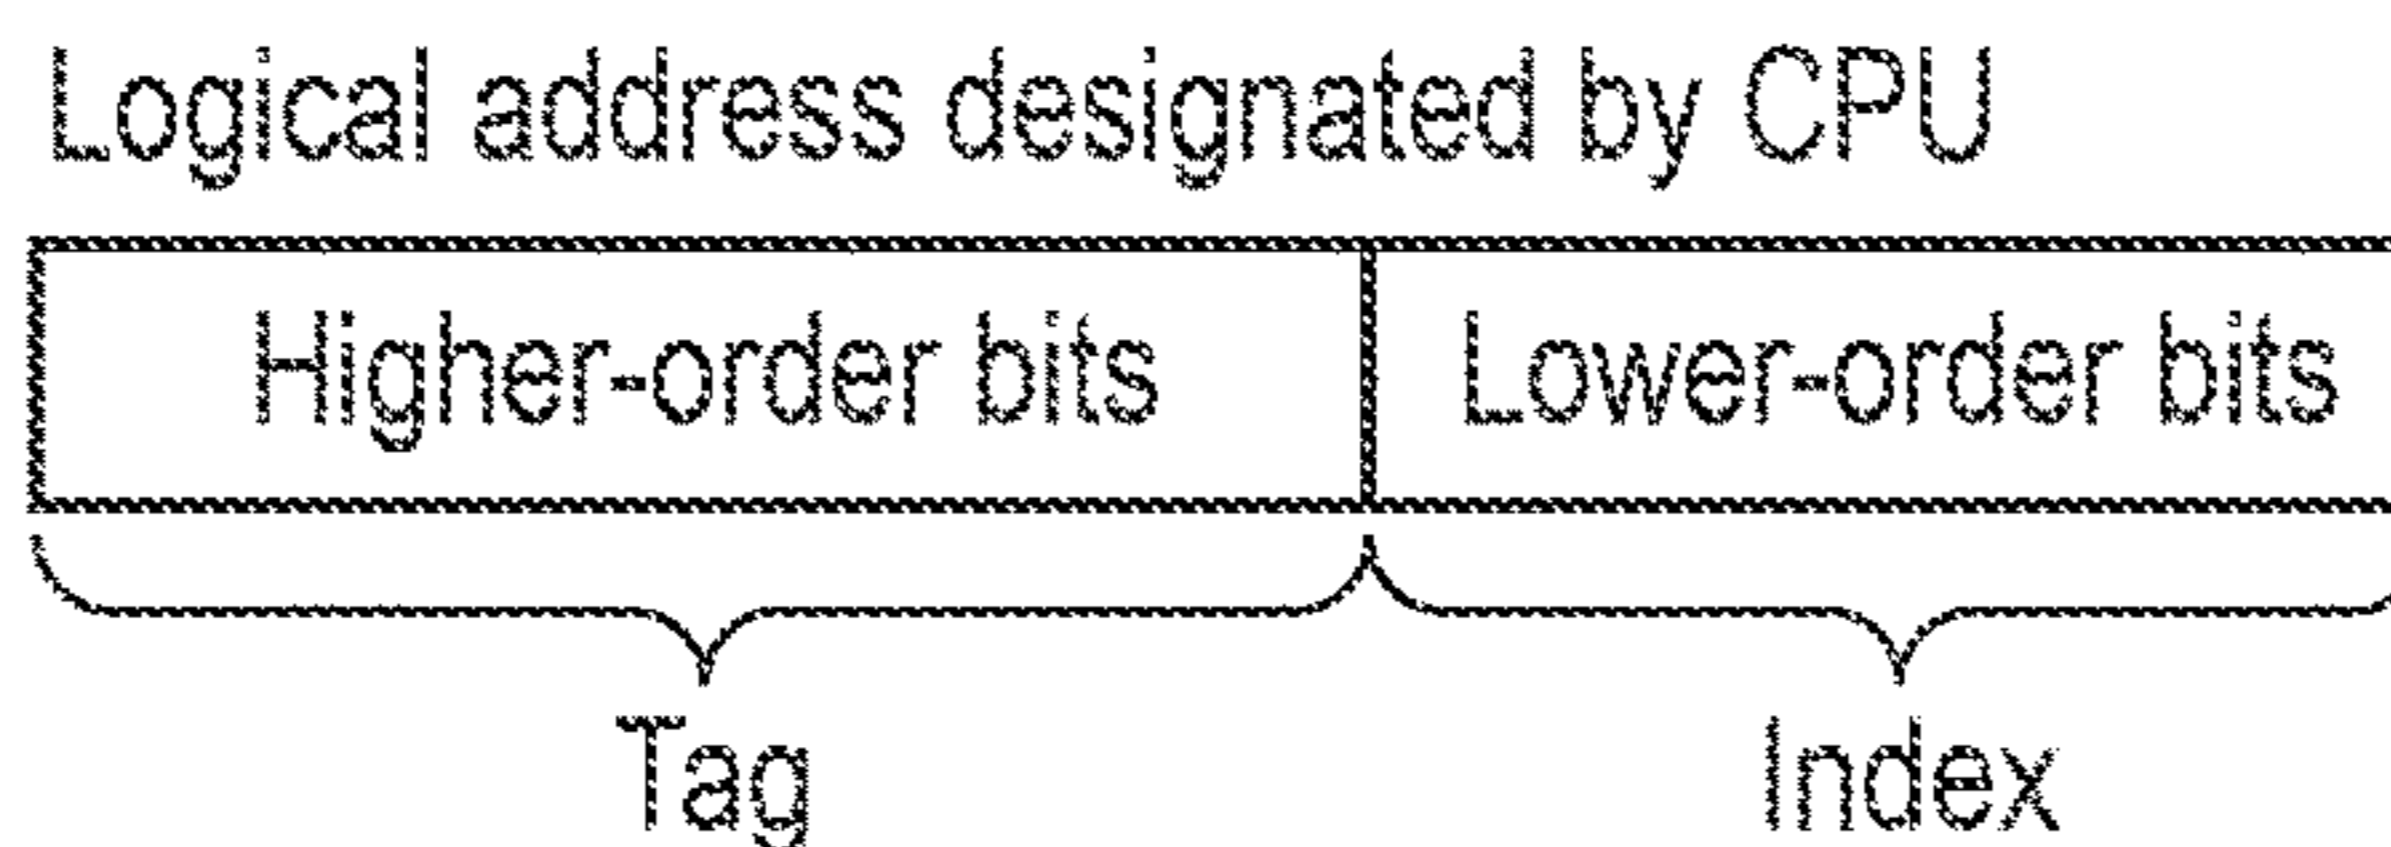 Logical address designated by CPU
Higher-order bits Lower-order bits
Tag Index